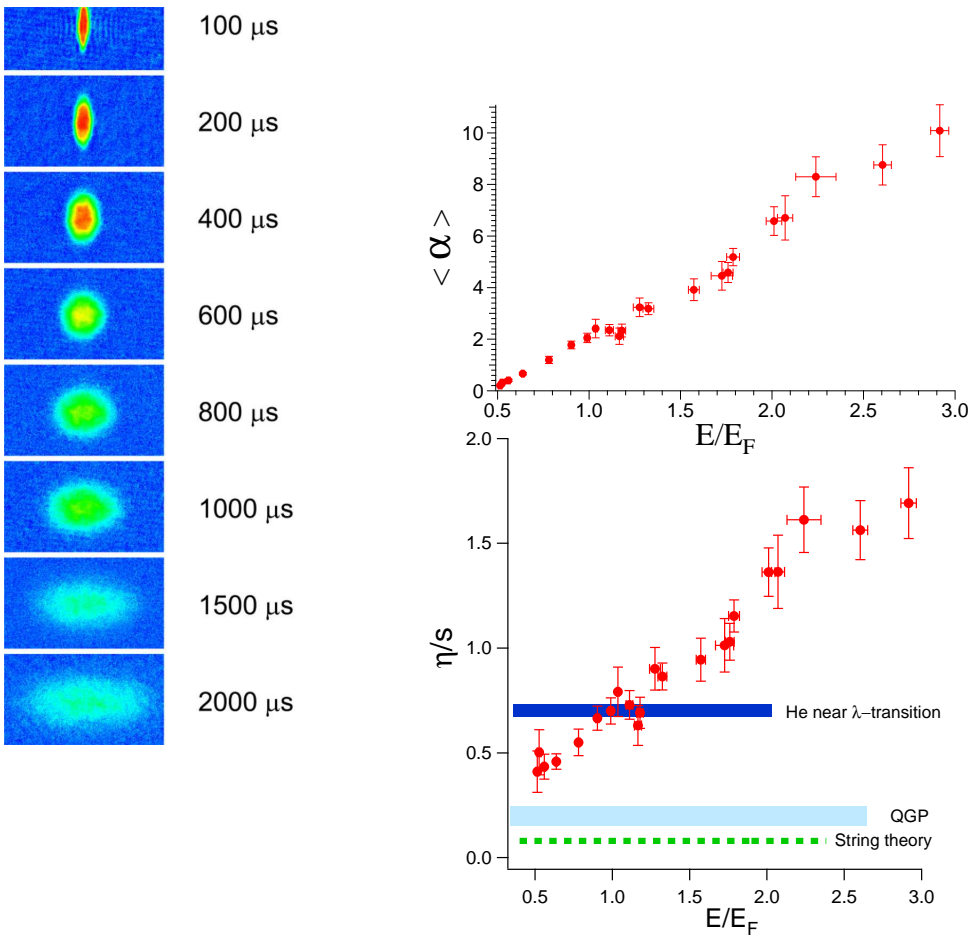 100 μs
200 μs
400 μs
600 μs
800 μs
1000 μs
1500 μs
2000 μs
< α >
10
8
6
4
2
0
0.5 1.0 1.5 2.0 2.5 3.0
E/E_F
η/s
2.0
1.5
1.0
0.5
0.0
He near λ−transition
QGP
String theory
0.5 1.0 1.5 2.0 2.5 3.0
E/E_F